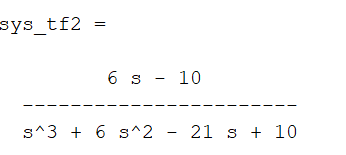 sys_tf2 =
6 s - 10
-----------------------
s^3 + 6 s^2 - 21 s + 10